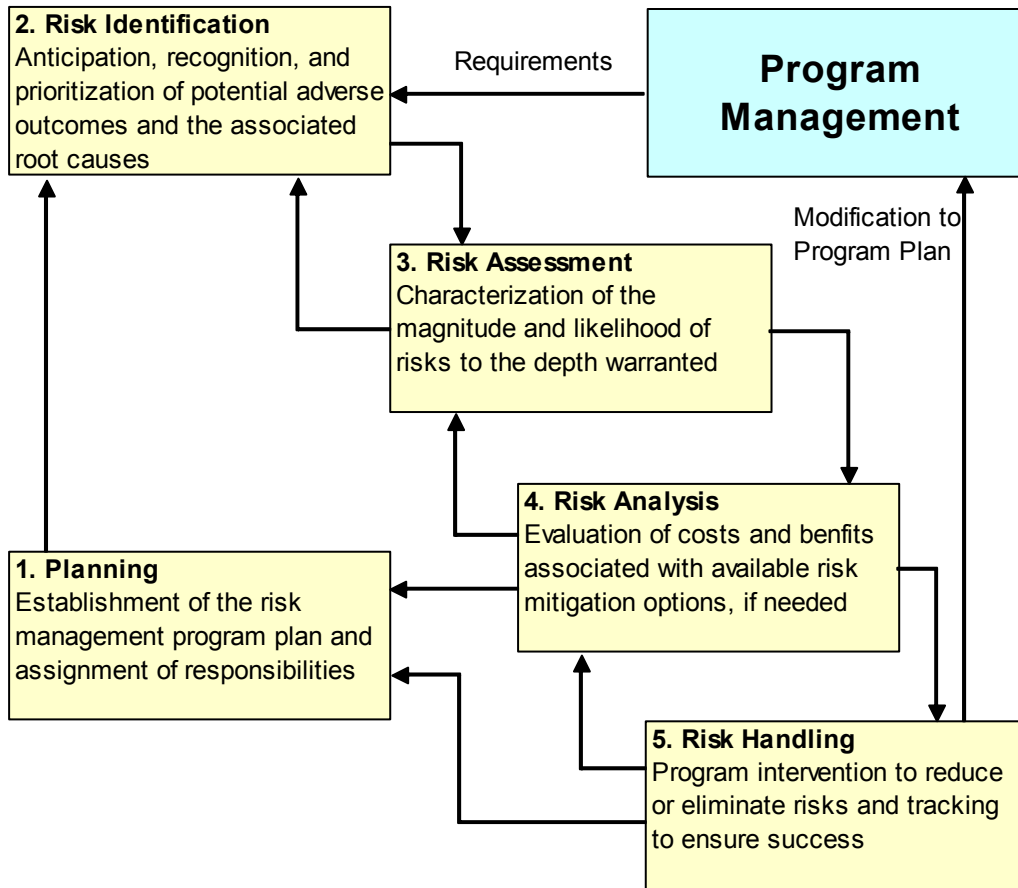 2. Risk Identification
Anticipation, recognition, and
prioritization of potential adverse
outcomes and the associated
root causes
Requirements
Program
Management
Modification to
Program Plan
3. Risk Assessment
Characterization of the
magnitude and likelihood of
risks to the depth warranted
4. Risk Analysis
Evaluation of costs and benfits
associated with available risk
mitigation options, if needed
1. Planning
Establishment of the risk
management program plan and
assignment of responsibilities
5. Risk Handling
Program intervention to reduce
or eliminate risks and tracking
to ensure success